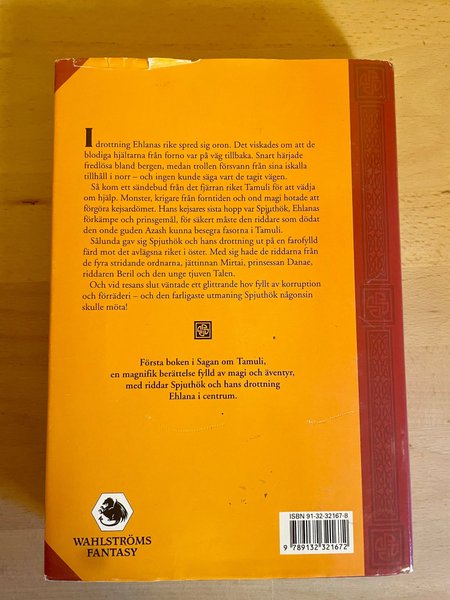 I drottning Ehlanas rike spred sig oron. Det viskades om att de
blodiga hjältarna från forno var på väg tillbaka. Snart härjade
fredlösa bland bergen, medan trollen försvann från sina iskalla
tillhåll i norr – och ingen kunde säga vart de tagit vägen.
Så kom ett sändebud från det fjärran riket Tamuli för att vädja
om hjälp. Monster, krigare från forntiden och ond magi hotade att
förgöra kejsardömet. Hans kejsares sista hopp var Spjuthök, Ehlanas
förkämpe och prinsgemål, för säkert måste den riddare som dödat
den onde guden Azash kunna besegra fasorna i Tamuli.
Sålunda gav sig Spjuthök och hans drottning ut på en farofylld
färd mot det avlägsna riket i öster. Med sig hade de riddarna från
de fyra stridande ordnarna, jättinnan Mirtai, prinsessan Danae,
riddaren Beril och den unge tjuven Talen.
Och vid resans slut väntade ett glittrande hov fyllt av korruption
och förräderi – och den farligaste utmaning Spjuthök någonsin
skulle möta!
Första boken i Sagan om Tamuli,
en magnifik berättelse fylld av magi och äventyr,
med riddar Spjuthök och hans drottning
Ehlana i centrum.
WAHLSTRÖMS
FANTASY
ISBN 91-32-32167-8
9 789132 321672